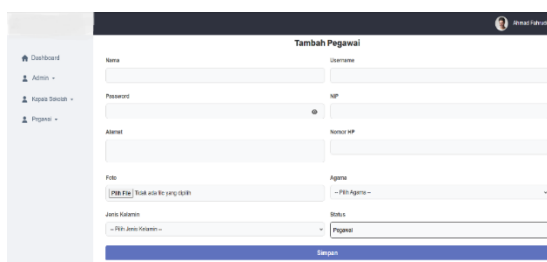 Ahmad Fahrudi
Tambah Pegawai
Dashboard
Admin
Kepala Sekolah
Pegawai
Nama
Username
Password
NIP
Alamat
Nomor HP
Foto
Agama
Pilih File Tidak ada file yang dipilih
-- Pilih Agama --
Jenis Kelamin
Status
-- Pilih Jenis Kelamin --
Pegawai
Simpan